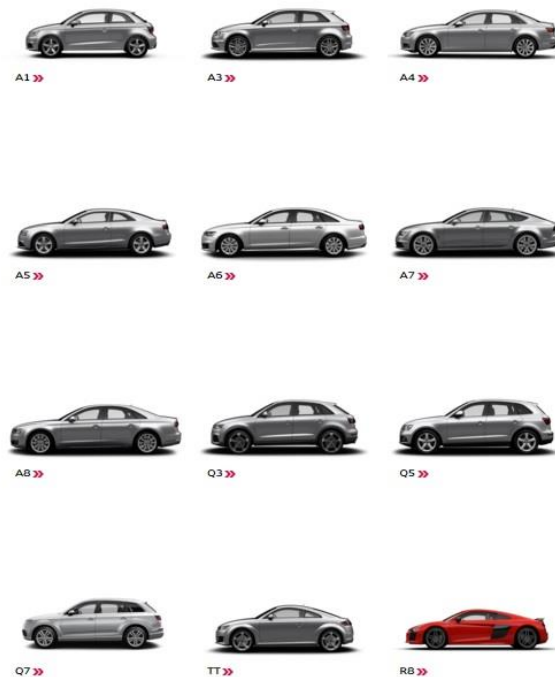 A1 »
A3 »
A4 »
A5 »
A6 »
A7 »
A8 »
Q3 »
Q5 »
Q7 »
TT »
R8 »